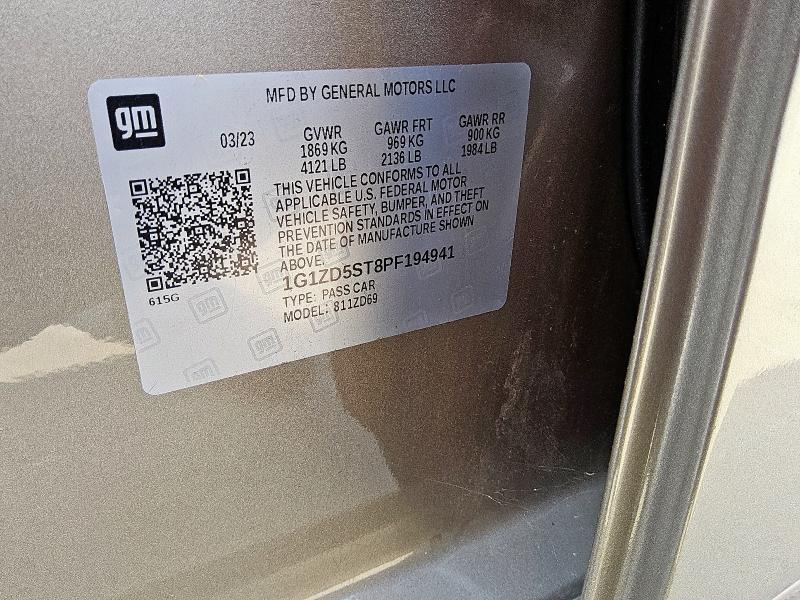 gm
MFD BY GENERAL MOTORS LLC
03/23 GVWR GAWR FRT GAWR RR
1869 KG 969 KG 900 KG
4121 LB 2136 LB 1984 LB
THIS VEHICLE CONFORMS TO ALL
APPLICABLE U.S. FEDERAL MOTOR
VEHICLE SAFETY, BUMPER, AND THEFT
PREVENTION STANDARDS IN EFFECT ON
THE DATE OF MANUFACTURE SHOWN
ABOVE.
1G1ZD5ST8PF194941
615G
TYPE: PASS CAR
MODEL: 811ZD69